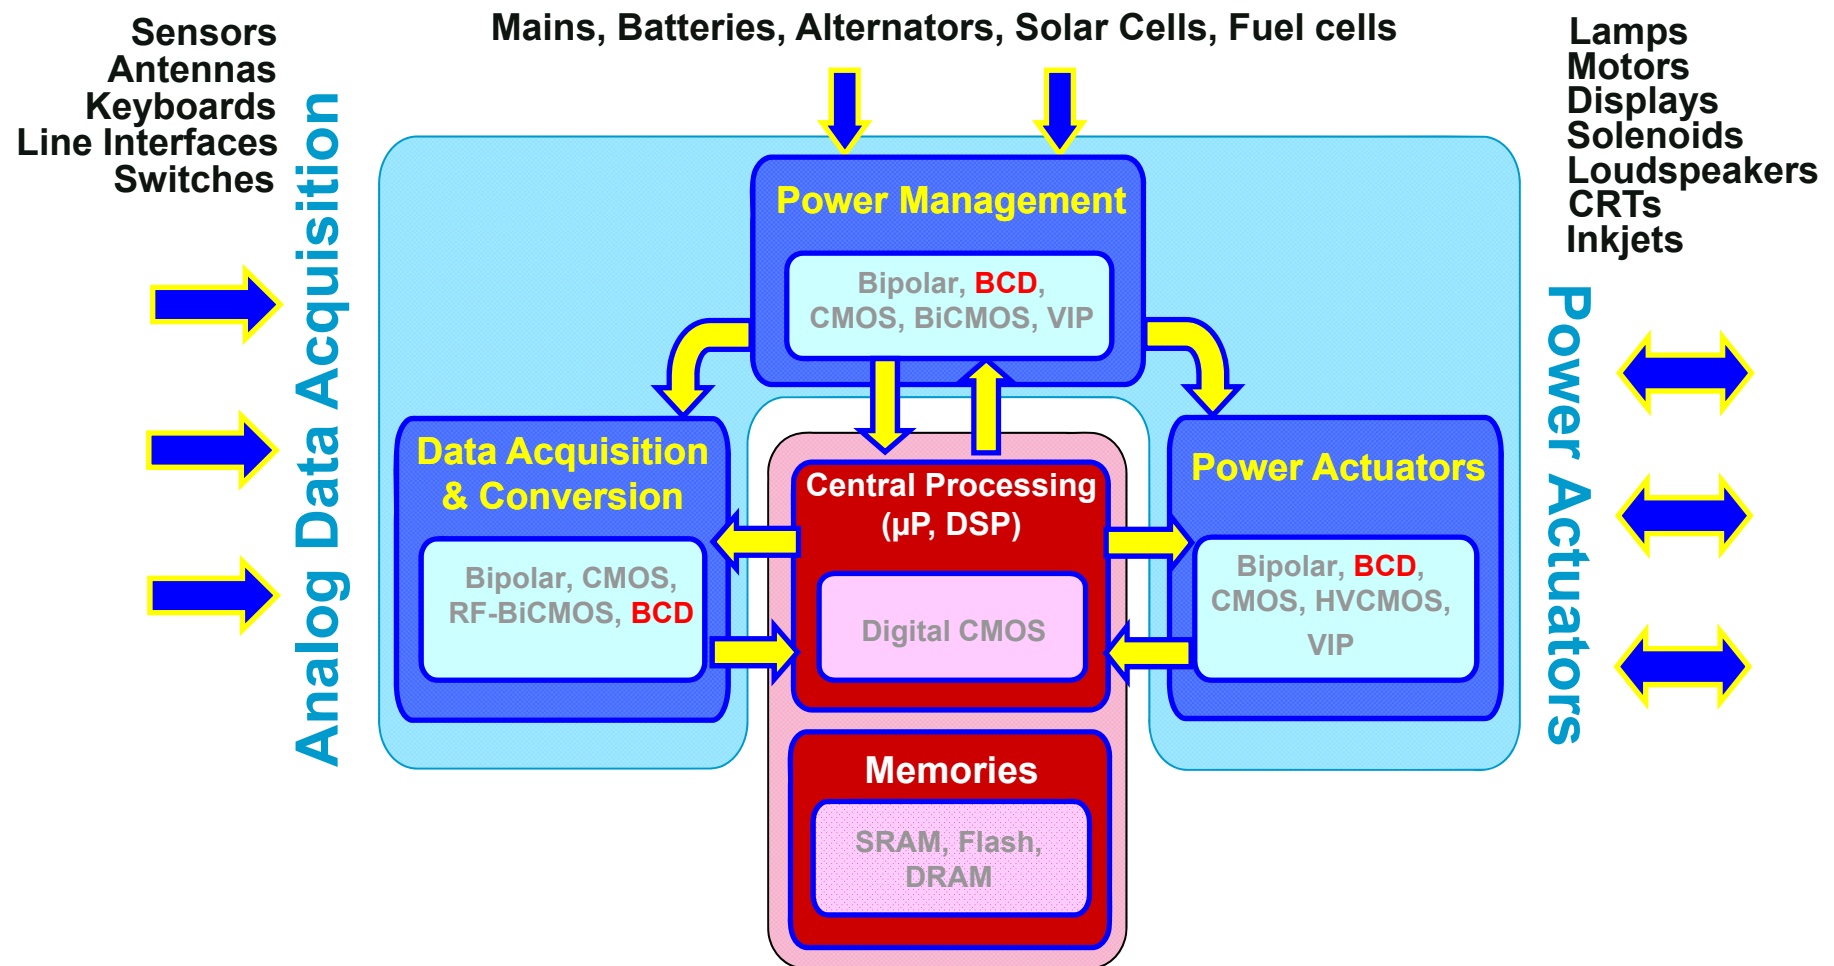 Sensors
Antennas
Keyboards
Line Interfaces
Switches
Mains, Batteries, Alternators, Solar Cells, Fuel cells
Lamps
Motors
Displays
Solenoids
Loudspeakers
CRTs
Inkjets
Analog Data Acquisition
Power Management
Bipolar, BCD,
CMOS, BiCMOS, VIP
Data Acquisition
& Conversion
Bipolar, CMOS,
RF-BiCMOS, BCD
Central Processing
(µP, DSP)
Digital CMOS
Power Actuators
Bipolar, BCD,
CMOS, HVCMOS,
VIP
Memories
SRAM, Flash,
DRAM
Power Actuators